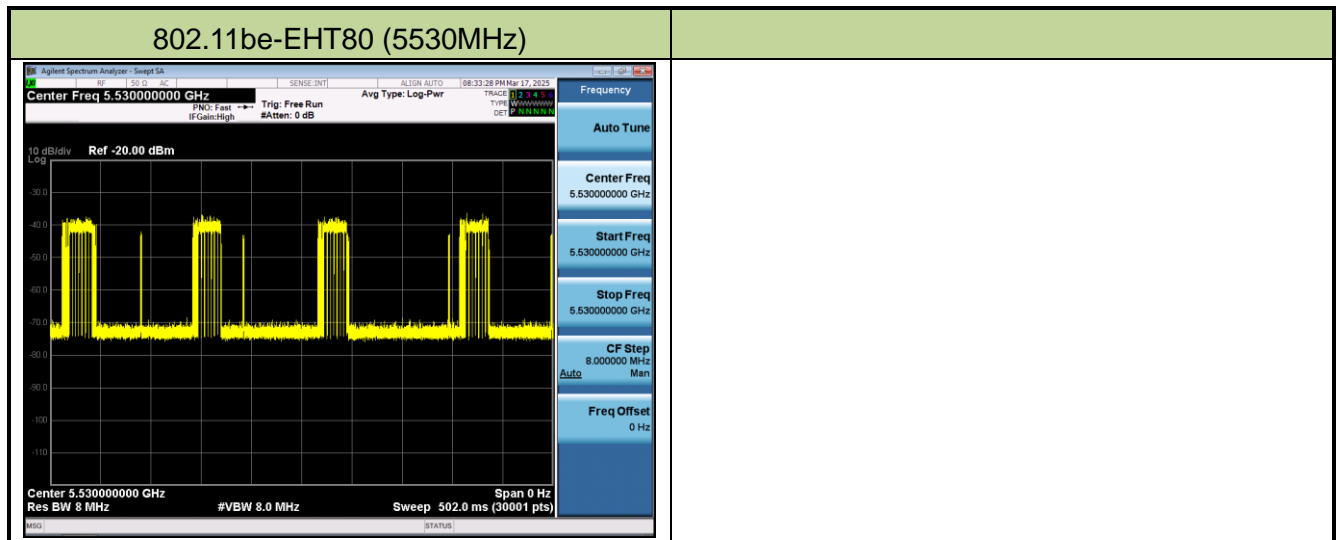 802.11be-EHT80 (5530MHz)
Agilent Spectrum Analyzer - Swept SA
RF 50 Ω AC SENSE:INT ALIGN AUTO 08:33:28 PM Mar 17, 2025
Center Freq 5.530000000 GHz Avg Type: Log-Pwr TRACE 1 2 3 4 5 6 Frequency
PNO: Fast Trig: Free Run TYPE WWWWWW
IFGain:High #Atten: 0 dB DET P N N N N N
Auto Tune
10 dB/div Ref -20.00 dBm
Log
Center Freq
5.530000000 GHz
-30.0
-40.0
Start Freq
5.530000000 GHz
-50.0
-60.0
Stop Freq
5.530000000 GHz
-70.0
CF Step
8.000000 MHz
Auto Man
-80.0
-90.0
Freq Offset
0 Hz
-100
-110
Center 5.530000000 GHz Span 0 Hz
Res BW 8 MHz #VBW 8.0 MHz Sweep 502.0 ms (30001 pts)
MSG STATUS